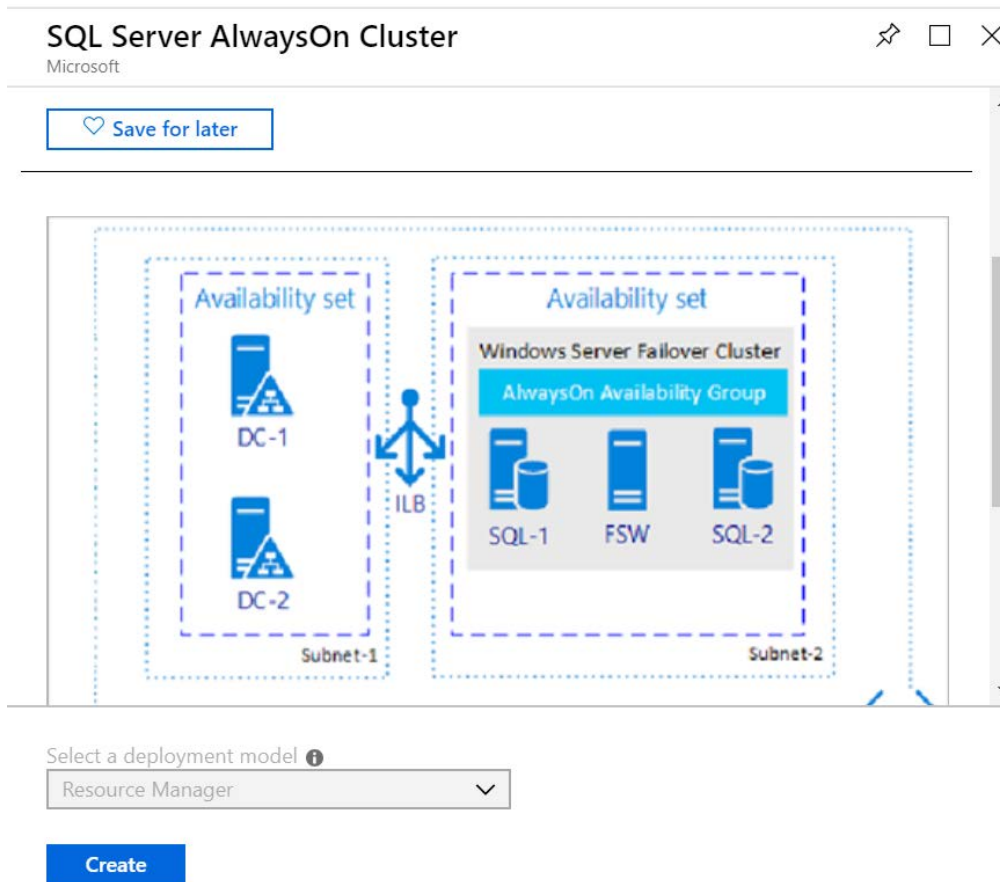 SQL Server AlwaysOn Cluster
Microsoft
Save for later
Availability set
DC-1
DC-2
Subnet-1
ILB
Availability set
Windows Server Failover Cluster
AlwaysOn Availability Group
SQL-1
FSW
SQL-2
Subnet-2
Select a deployment model
Resource Manager
Create